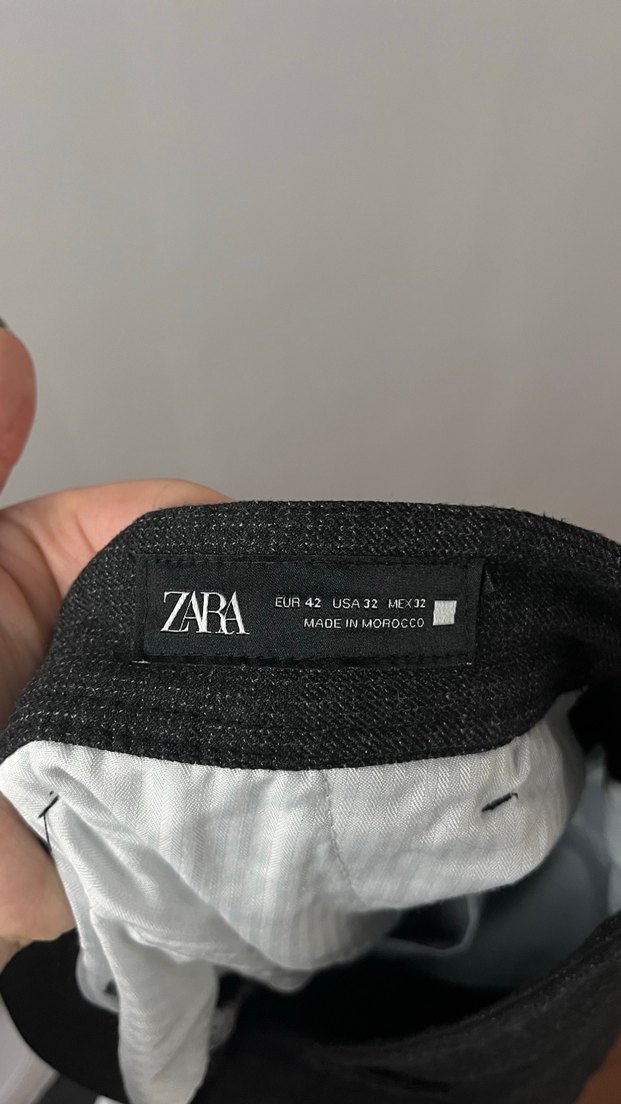 ZARA
EUR 42 USA 32 MEX 32
MADE IN MOROCCO